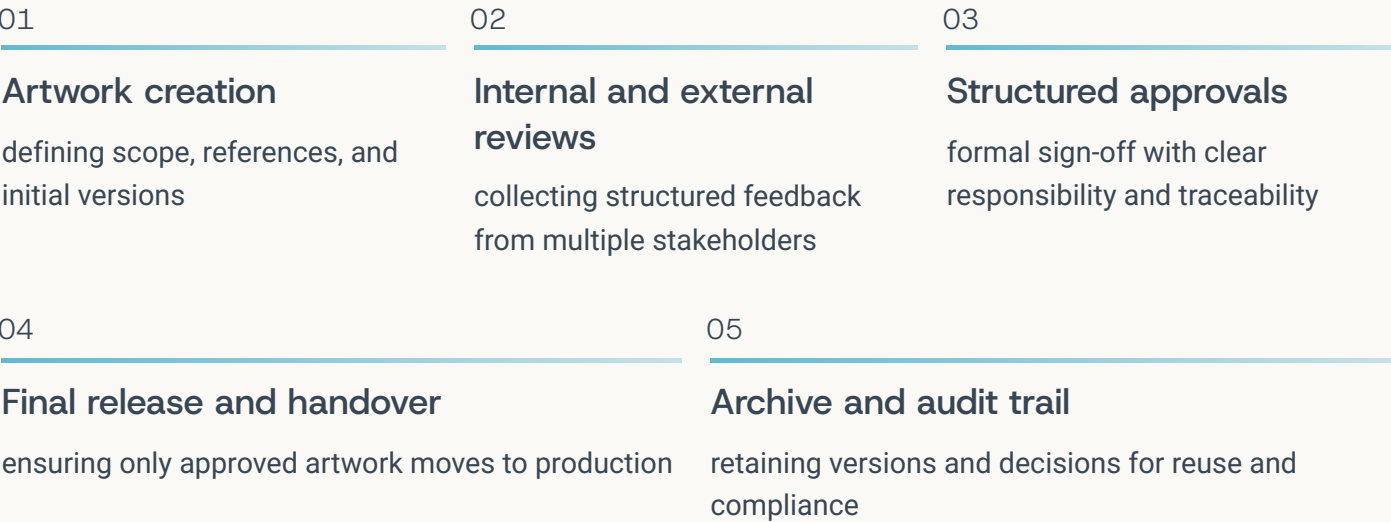 01
Artwork creation
defining scope, references, and
initial versions
02
Internal and external
reviews
collecting structured feedback
from multiple stakeholders
03
Structured approvals
formal sign-off with clear
responsibility and traceability
04
Final release and handover
ensuring only approved artwork moves to production
05
Archive and audit trail
retaining versions and decisions for reuse and
compliance